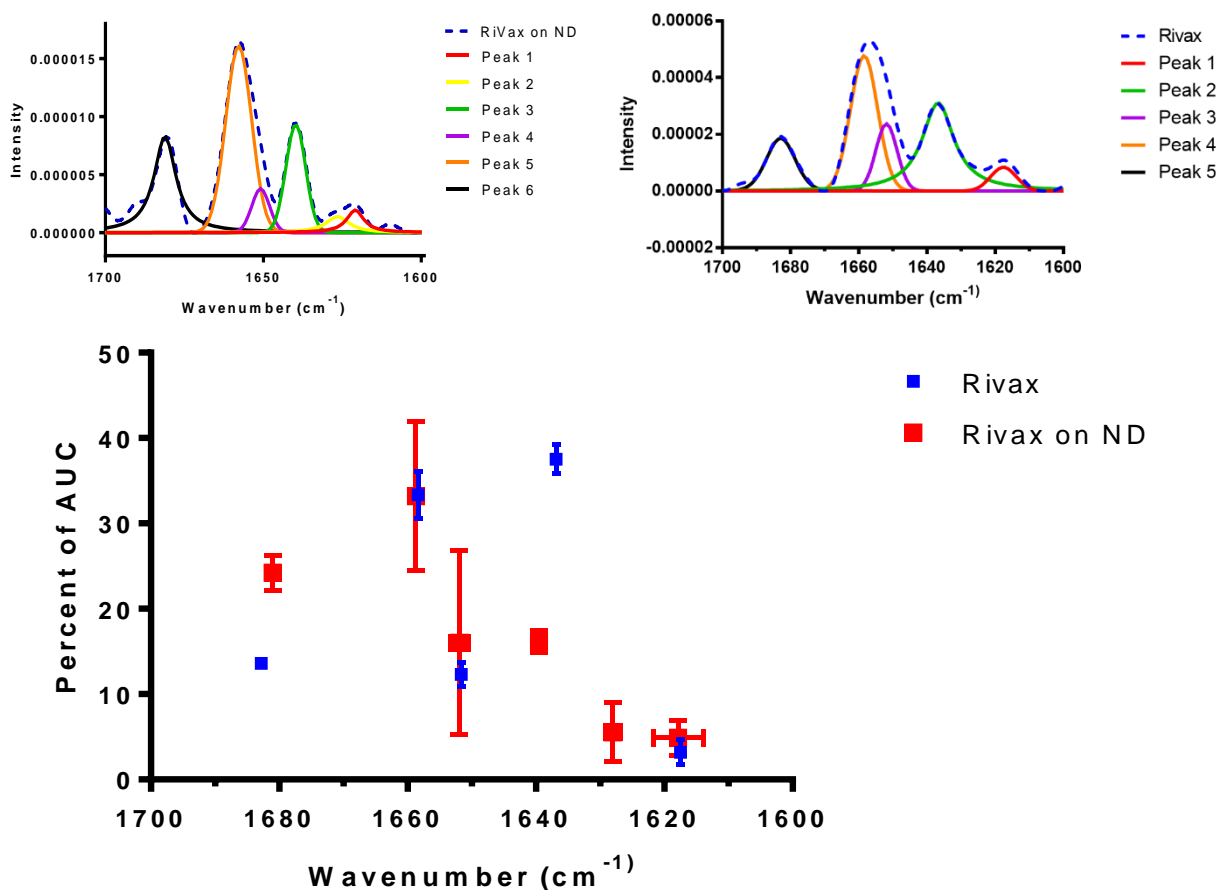 RiVax on ND
Peak 1
Peak 2
Peak 3
Peak 4
Peak 5
Peak 6
0.000015
0.000010
0.000005
0.000000
Intensity
1700
1650
1600
Wavenumber (cm-1)
0.00006
0.00004
0.00002
0.00000
-0.00002
Intensity
Rivax
Peak 1
Peak 2
Peak 3
Peak 4
Peak 5
1700
1680
1660
1640
1620
1600
Wavenumber (cm-1)
50
40
30
20
10
0
Percent of AUC
Rivax
Rivax on ND
1700
1680
1660
1640
1620
1600
Wavenumber (cm-1)